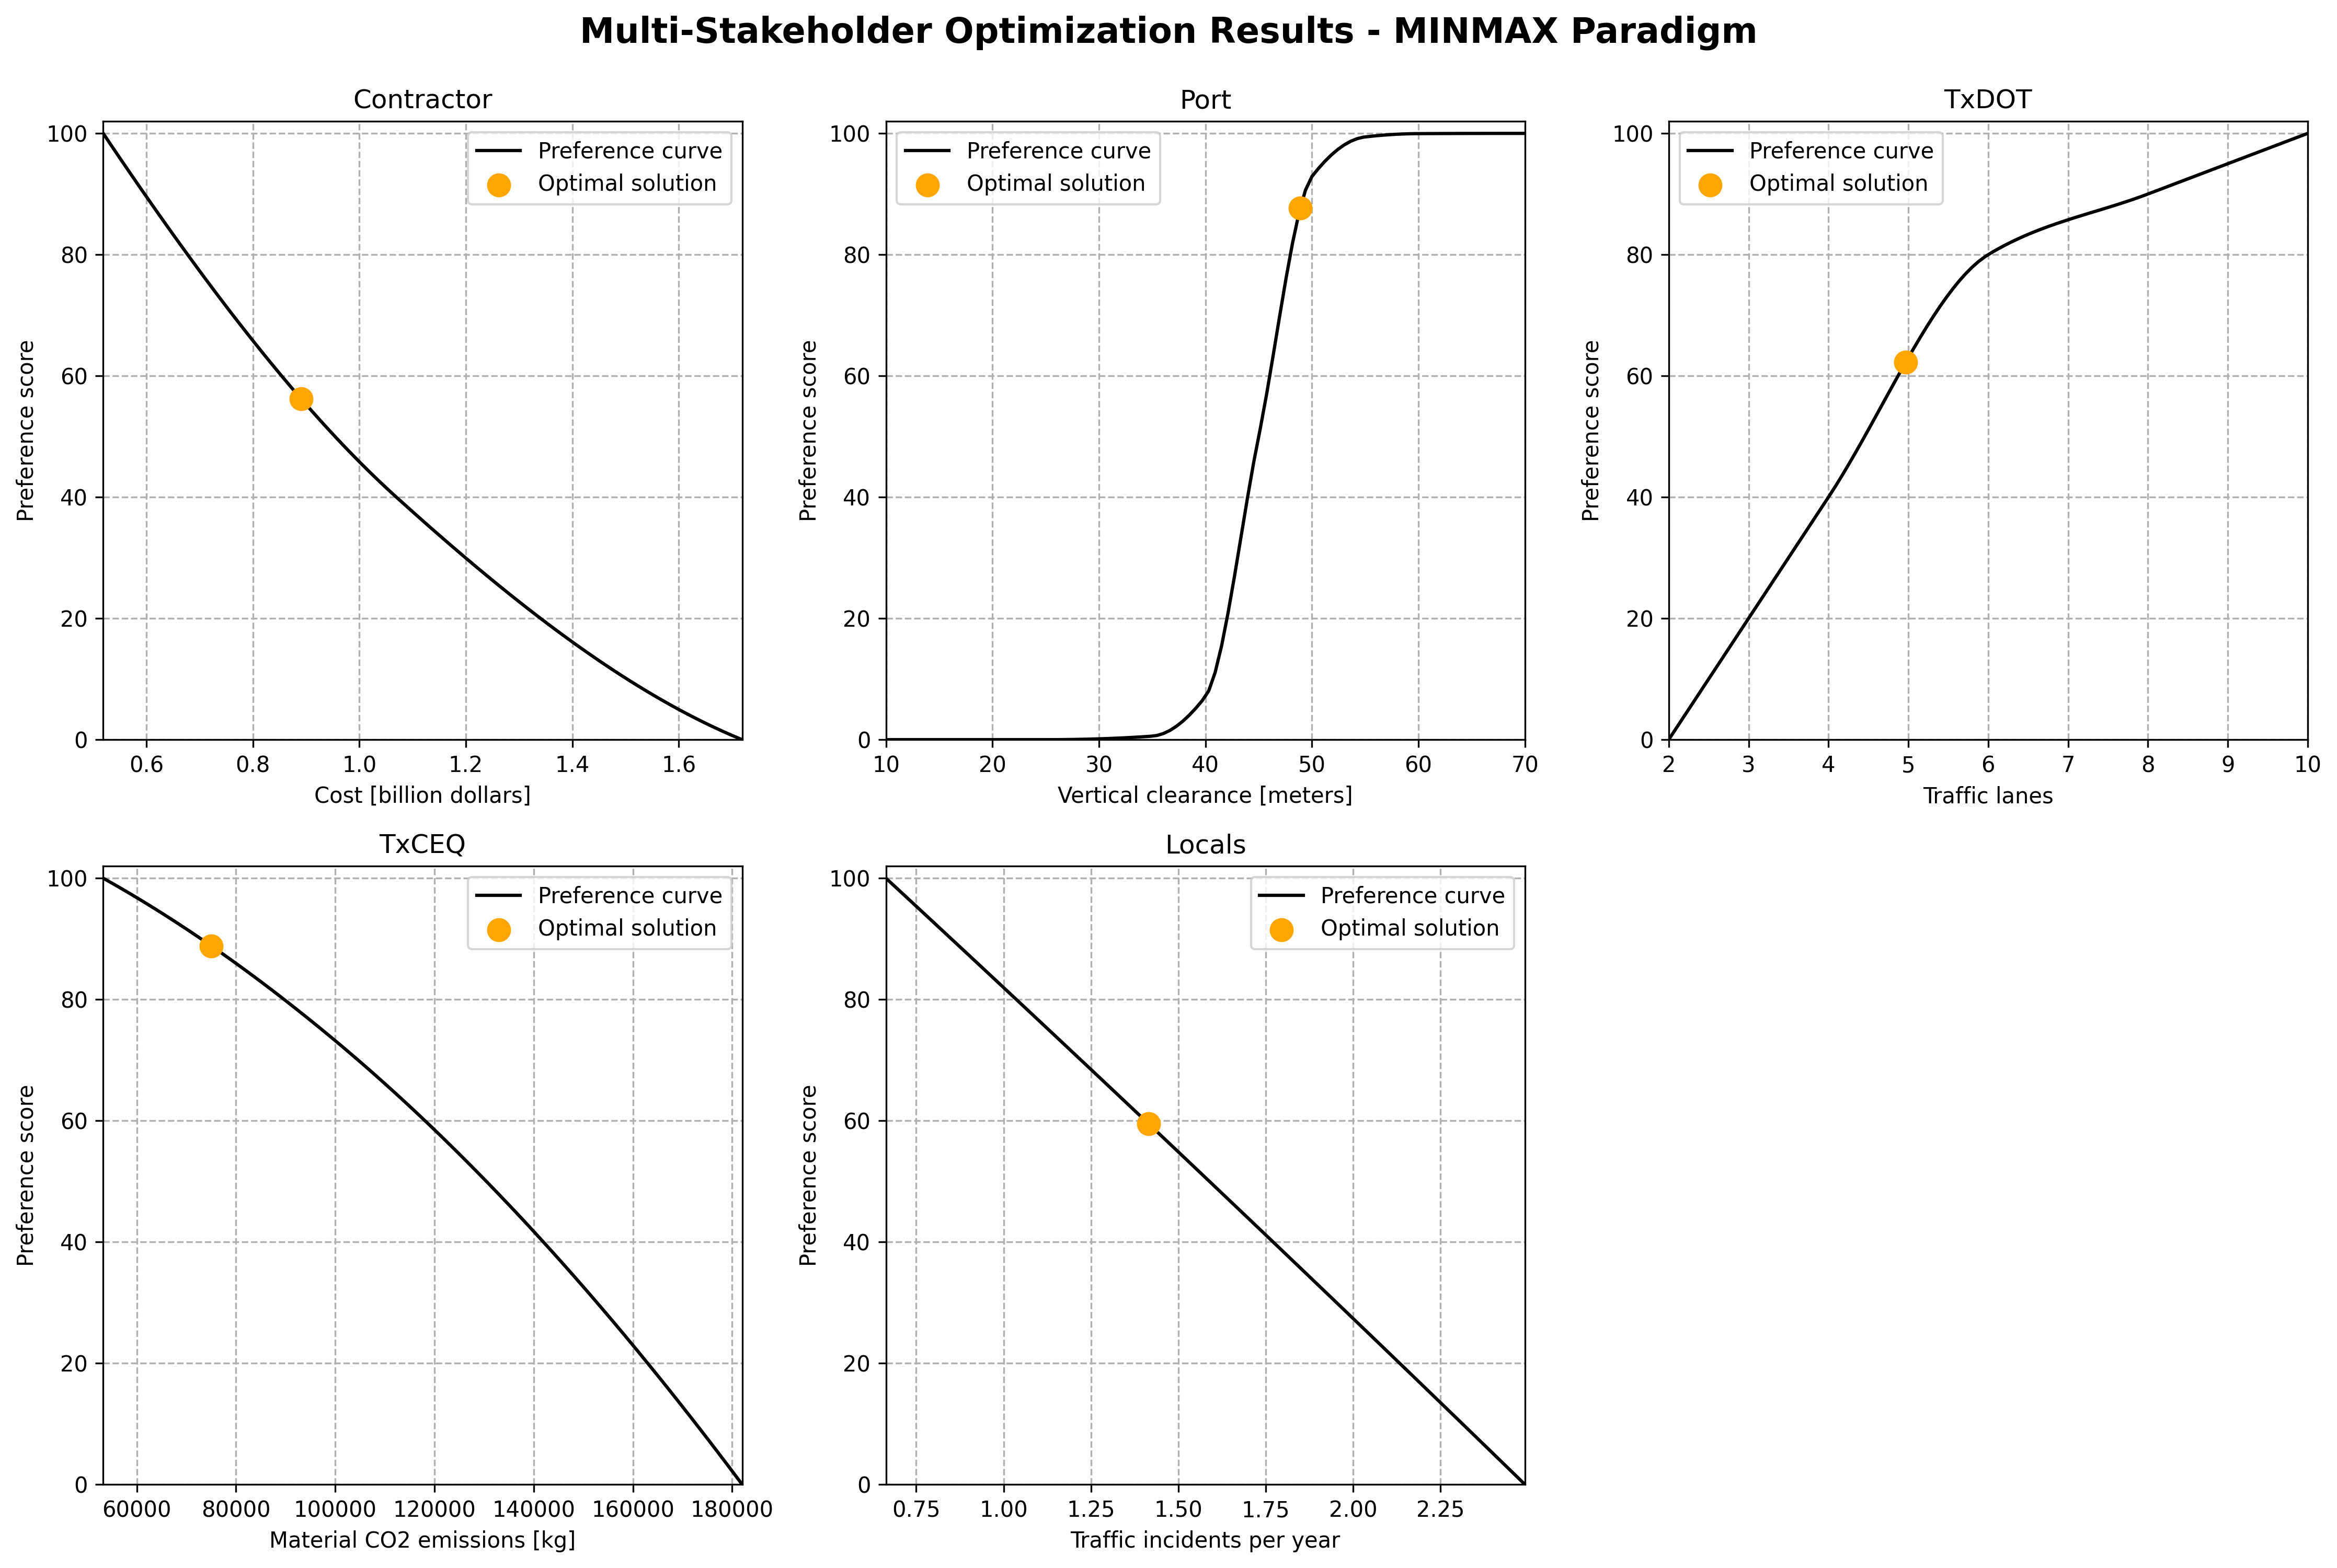 Multi-Stakeholder Optimization Results - MINMAX Paradigm
Contractor
Preference score
100
80
60
40
20
0
Preference curve
Optimal solution
0.6 0.8 1.0 1.2 1.4 1.6
Cost [billion dollars]
Port
Preference score
100
80
60
40
20
0
Preference curve
Optimal solution
10 20 30 40 50 60 70
Vertical clearance [meters]
TxDOT
Preference score
100
80
60
40
20
0
Preference curve
Optimal solution
2 3 4 5 6 7 8 9 10
Traffic lanes
TxCEQ
Preference score
100
80
60
40
20
0
Preference curve
Optimal solution
60000 80000 100000 120000 140000 160000 180000
Material CO2 emissions [kg]
Locals
Preference score
100
80
60
40
20
0
Preference curve
Optimal solution
0.75 1.00 1.25 1.50 1.75 2.00 2.25
Traffic incidents per year